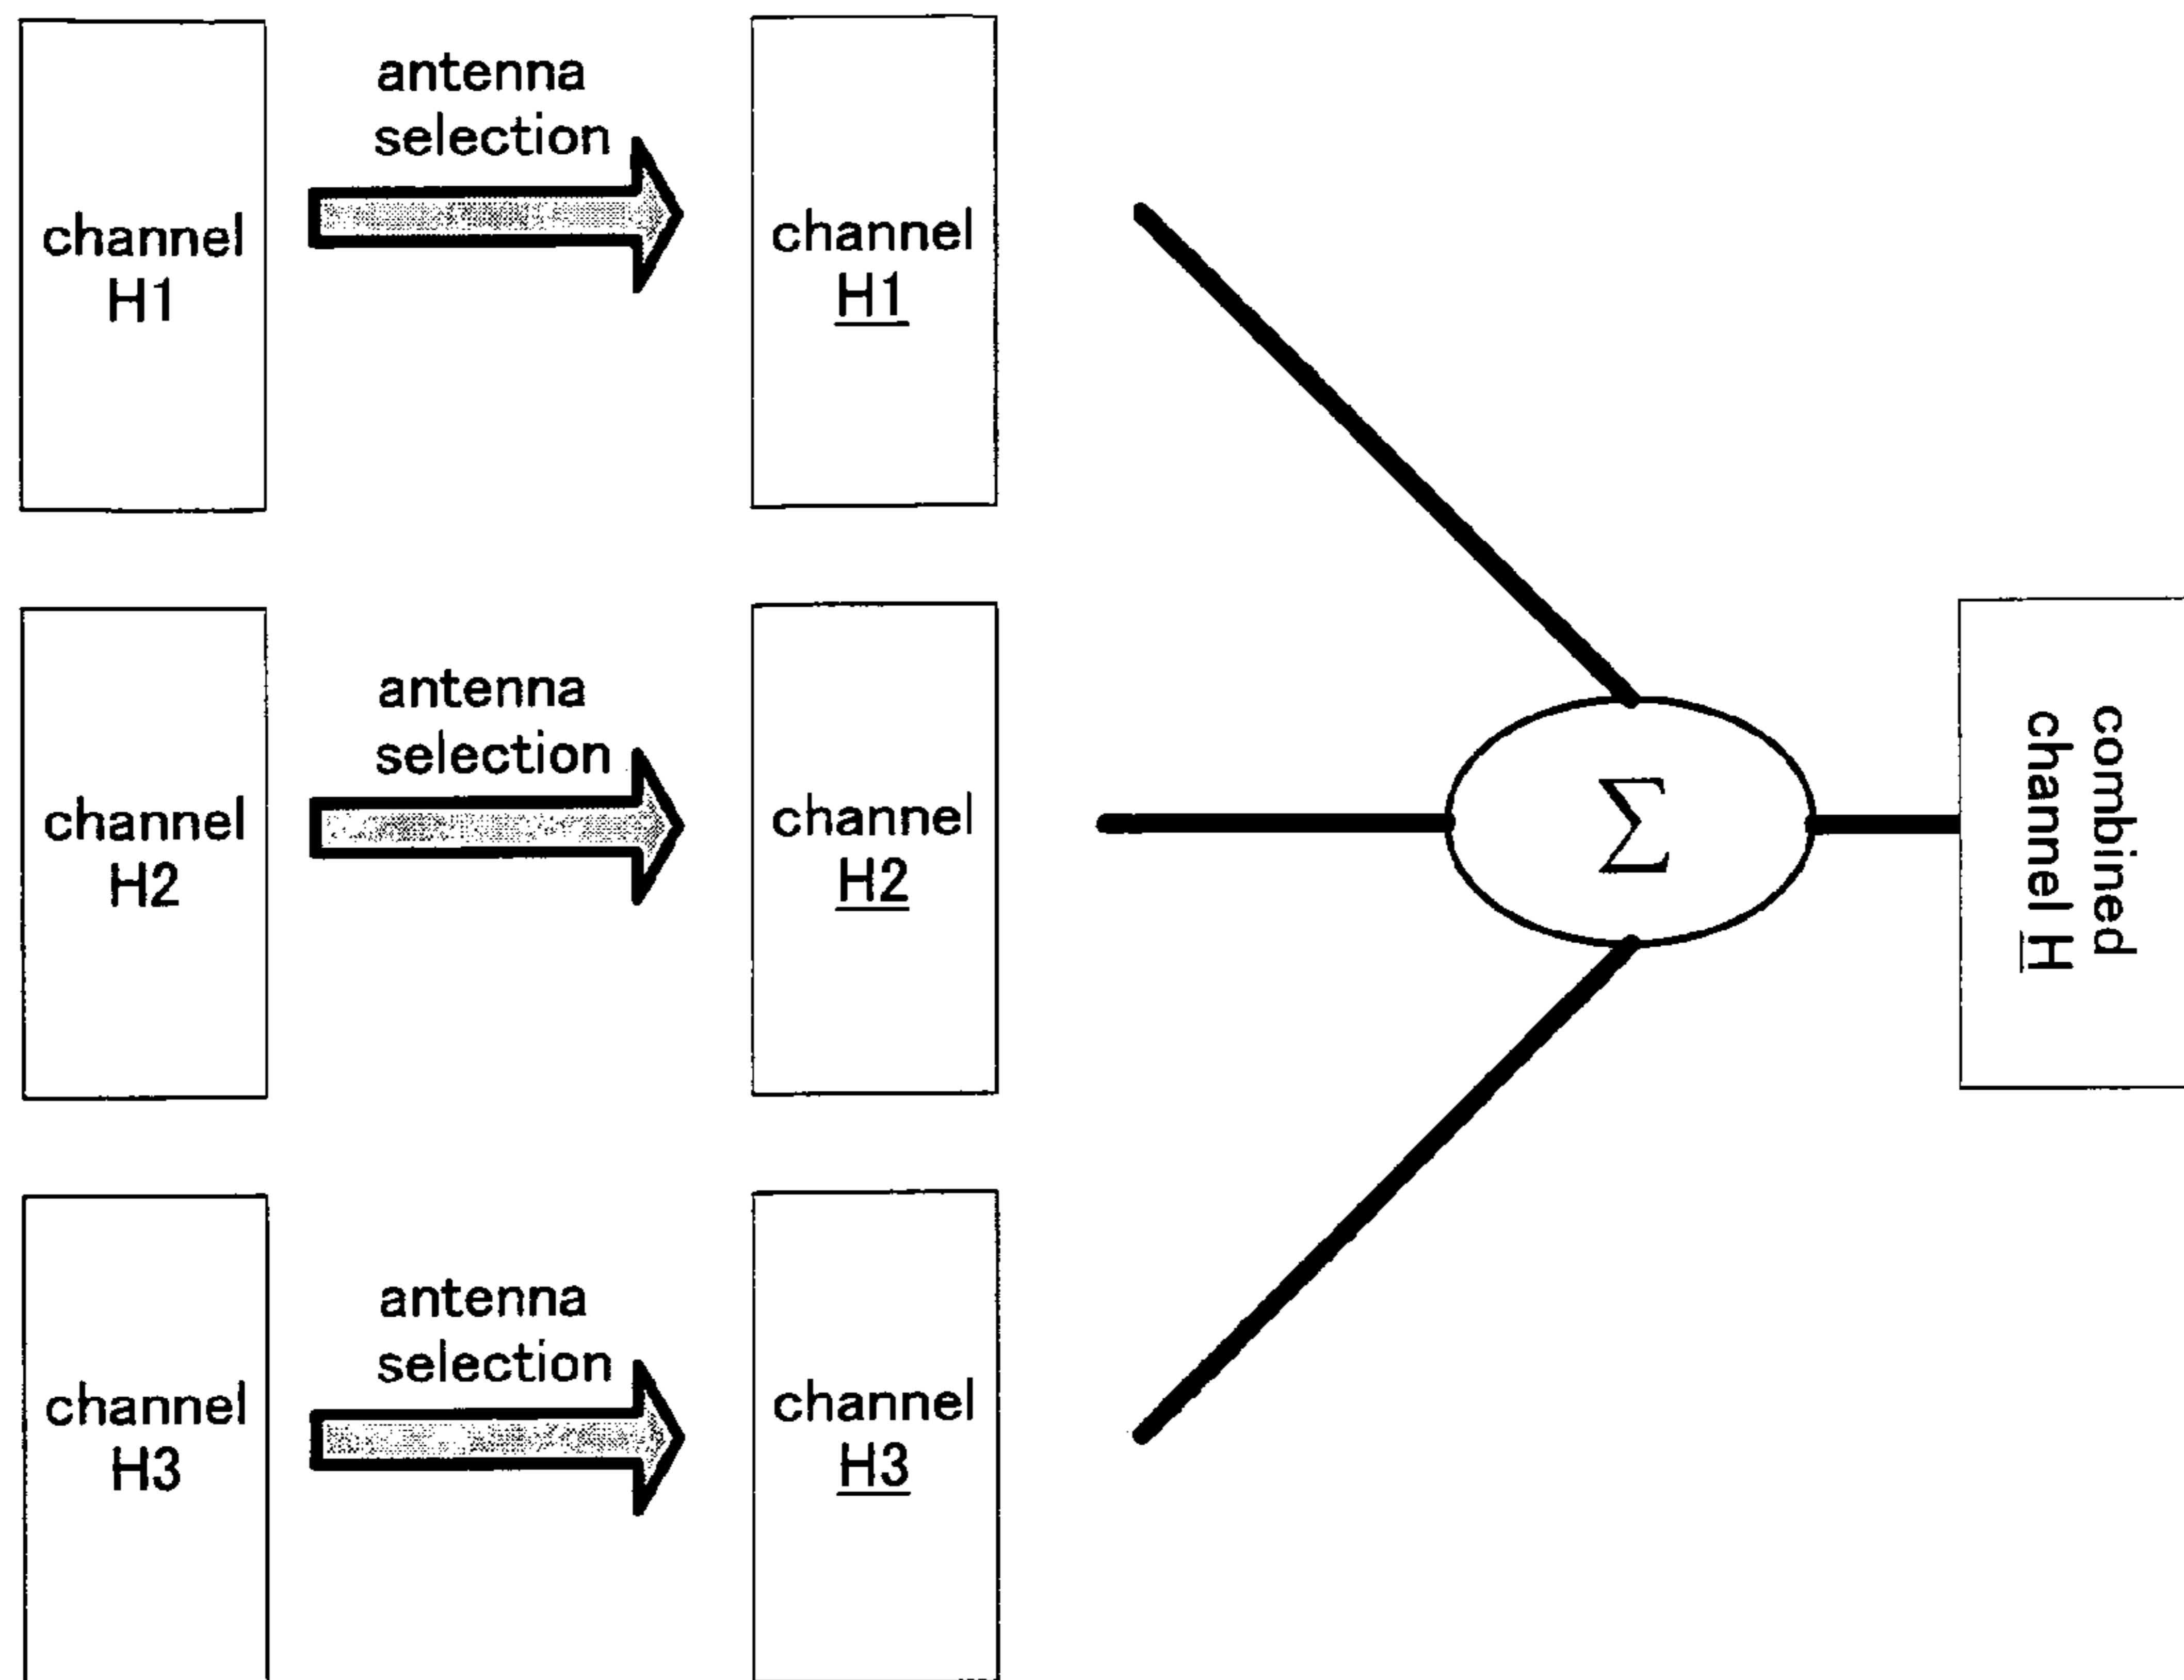 channel
H1
antenna
selection
channel
H1
channel
H2
antenna
selection
channel
H2
channel
H3
antenna
selection
channel
H3
Σ
combined
channel H